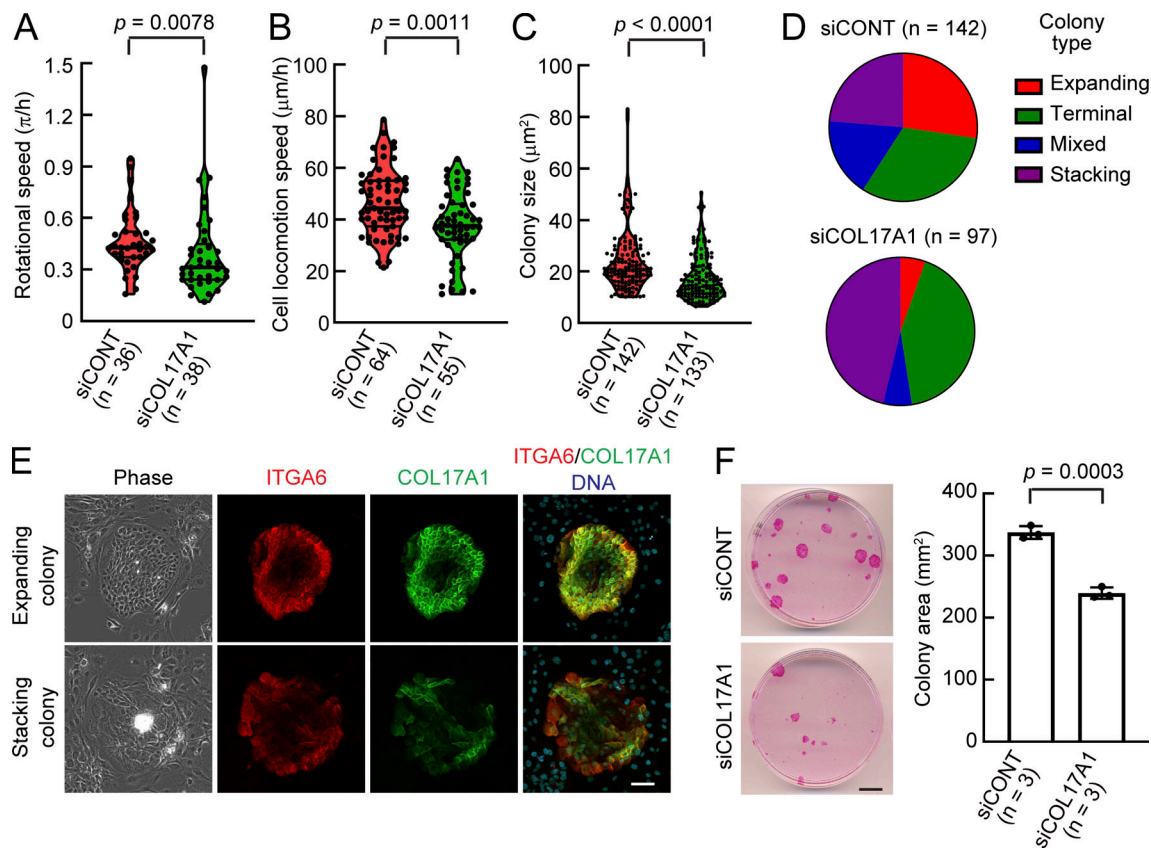 A
p = 0.0078
Rotational speed (π/h)
1.5
1.2
0.9
0.6
0.3
0
siCONT
(n = 36)
siCOL17A1
(n = 38)
B
p = 0.0011
Cell locomotion speed (μm/h)
100
80
60
40
20
0
siCONT
(n = 64)
siCOL17A1
(n = 55)
C
p < 0.0001
Colony size (μm²)
100
80
60
40
20
0
siCONT
(n = 142)
siCOL17A1
(n = 133)
D
siCONT (n = 142)
siCOL17A1 (n = 97)
Colony
type
Expanding
Terminal
Mixed
Stacking
E
Phase
ITGA6
COL17A1
ITGA6/COL17A1
DNA
Expanding
colony
Stacking
colony
F
siCONT
siCOL17A1
p = 0.0003
Colony area (mm²)
400
300
200
100
0
siCONT
(n = 3)
siCOL17A1
(n = 3)